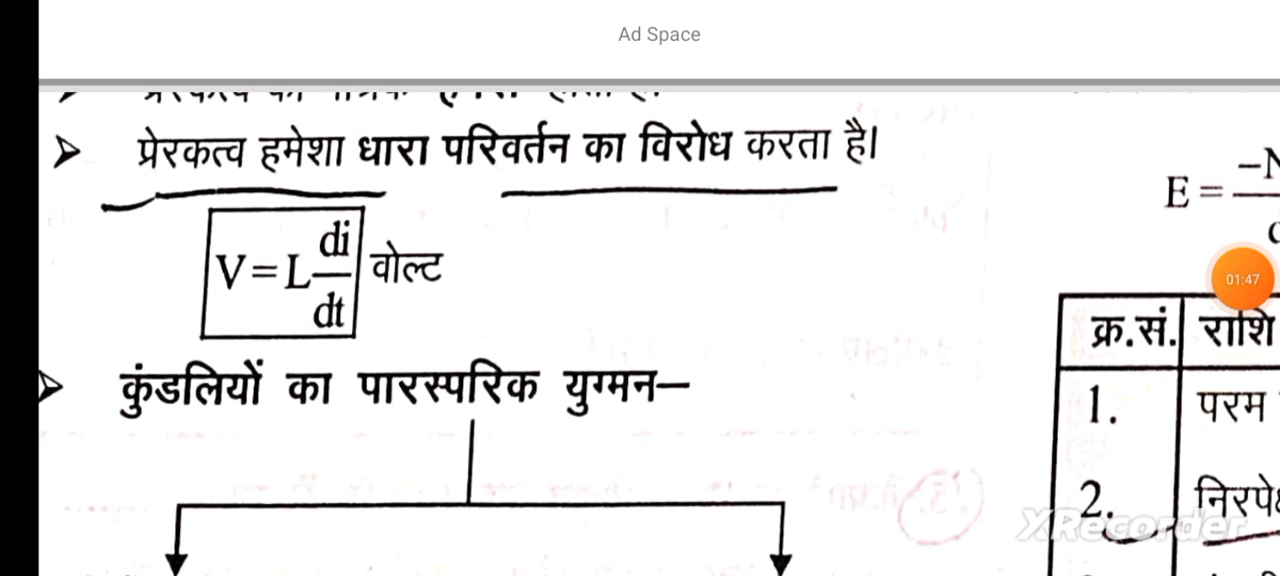 Ad Space
➤ प्रेरकत्व हमेशा धारा परिवर्तन का विरोध करता है।
V=L di/dt वोल्ट
➤ कुंडलियों का पारस्परिक युग्मन—
E = −N
01:47
क्र.सं. राशि
1. परम
2. निरपे
XRecorder